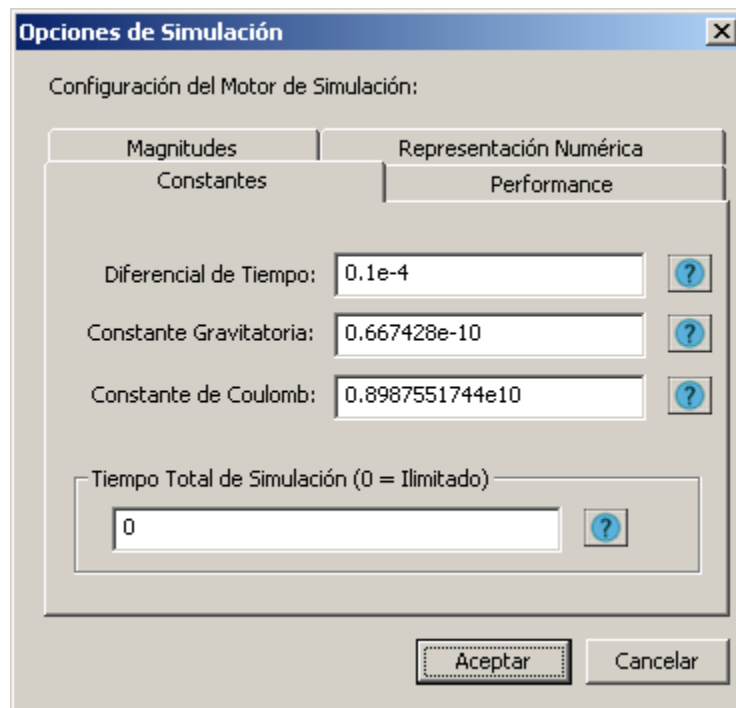 Opciones de Simulación
Configuración del Motor de Simulación:
Magnitudes Representación Numérica
Constantes Performance
Diferencial de Tiempo: 0.1e-4 ?
Constante Gravitatoria: 0.667428e-10 ?
Constante de Coulomb: 0.8987551744e10 ?
Tiempo Total de Simulación (0 = Ilimitado)
0 ?
Aceptar Cancelar